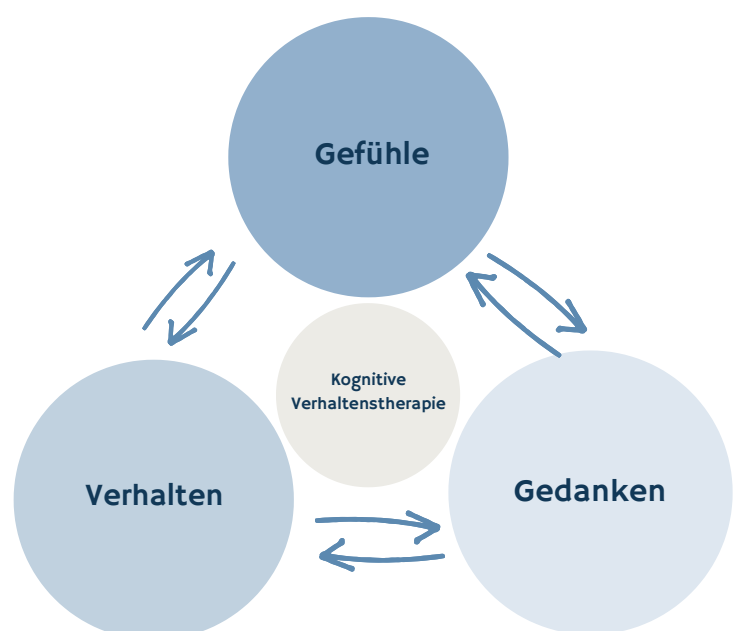 Gefühle
Kognitive
Verhaltenstherapie
Verhalten
Gedanken